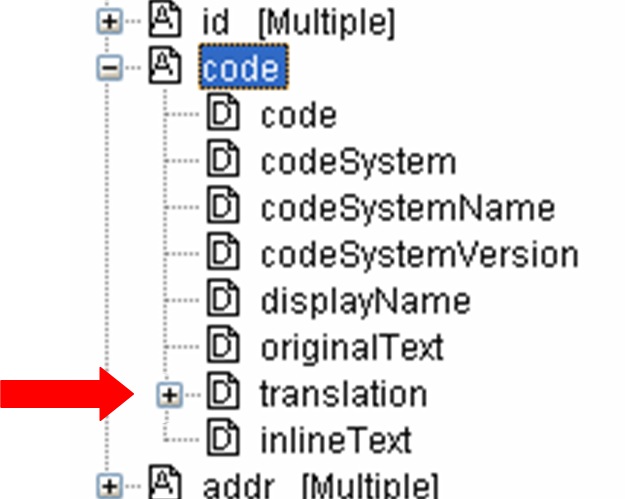 id [Multiple]
code
code
codeSystem
codeSystemName
codeSystemVersion
displayName
originalText
translation
inlineText
addr [Multiple]